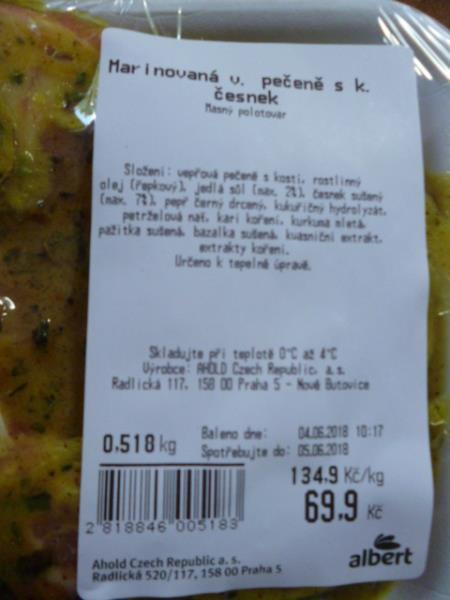 Marinovaná v. pečeně s k.
česnek
Masný polotovar
Složení: vepřová pečeně s kostí, rostlinný
olej (řepkový), jedlá sůl (max. 2%), česnek sušený
(max. 7%), pepř černý drcený, kukuřičný hydrolyzát,
petrželová nať, kari koření, kurkuma mletá,
pažitka sušená, bazalka sušená, kvasniční extrakt,
extrakty koření.
Určeno k tepelné úpravě.
Skladujte při teplotě 0°C až 4°C
Výrobce: AHOLD Czech Republic, a.s.
Radlická 117, 158 00 Praha 5 - Nové Butovice
0.518 kg
Baleno dne: 04.06.2018 10:17
Spotřebujte do: 05.06.2018
134.9 Kč/kg
69.9 Kč
2 818846 005183
albert
Ahold Czech Republic a. s.
Radlická 520/117, 158 00 Praha 5